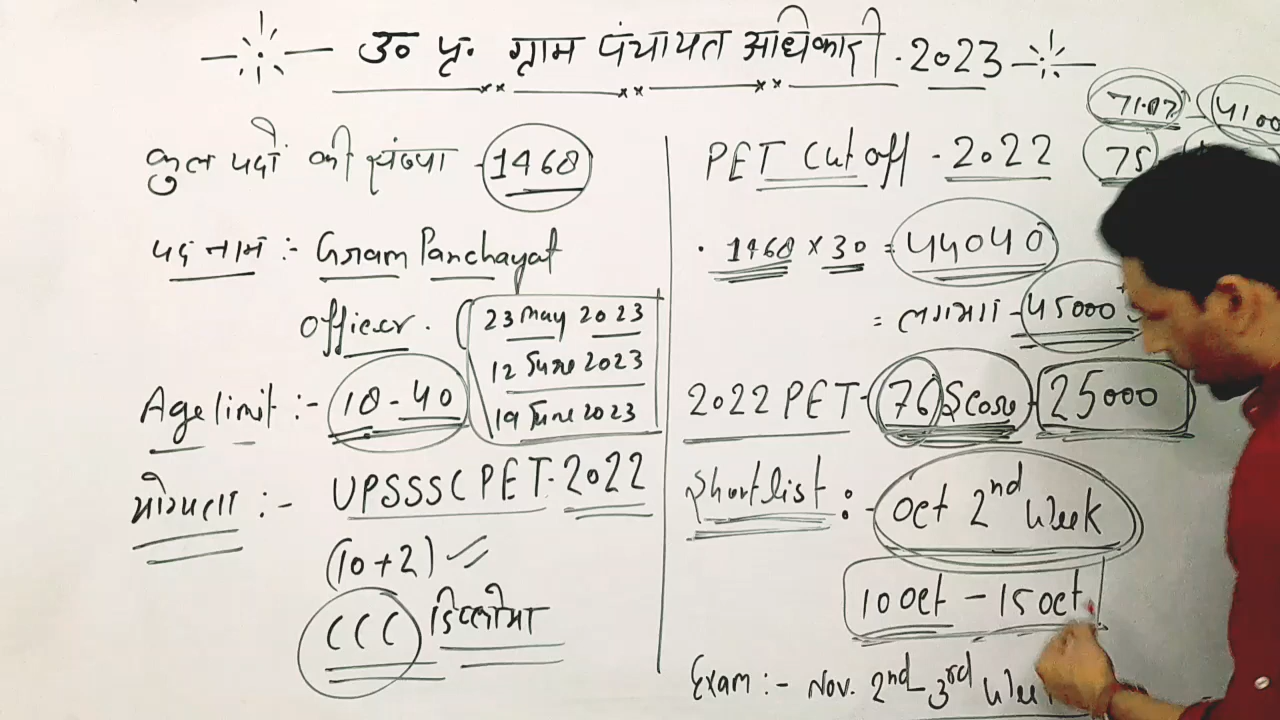 उ० प्र. ग्राम पंचायत अधिकारी. 2023
कुल पदों की संख्या - 1468
पद नाम :- Gram Panchayat
Officer.
23 May 2023
12 June 2023
19 June 2023
Age limit :- 18-40
योग्यता :- UPSSSC PET-2022
(10+2)
CCC डिप्लोमा
71.07 - 4100
75
PET Cut off - 2022
1468 x 30 = 44040
= लगभग - 45000
2022 PET - 76 Score - 25000
Shortlist :- Oct 2nd Week
10 Oct - 15 Oct
Exam :- Nov. 2nd - 3rd